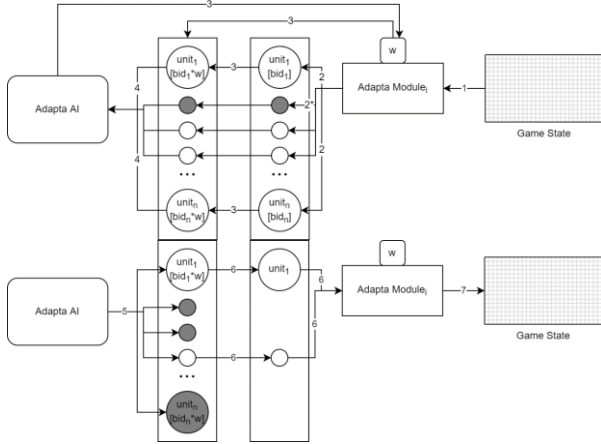 3
3
w
unit₁
[bid₁*w]
3
unit₁
[bid₁]
2
4
Adapta AI
Adapta Moduleᵢ
1
2*
Game State
2
...
...
4
unitₙ
[bidₙ*w]
3
unitₙ
[bidₙ]
w
unit₁
[bid₁*w]
6
unit₁
6
Adapta AI
5
Adapta Moduleᵢ
7
6
Game State
6
...
unitₙ
[bidₙ*w]